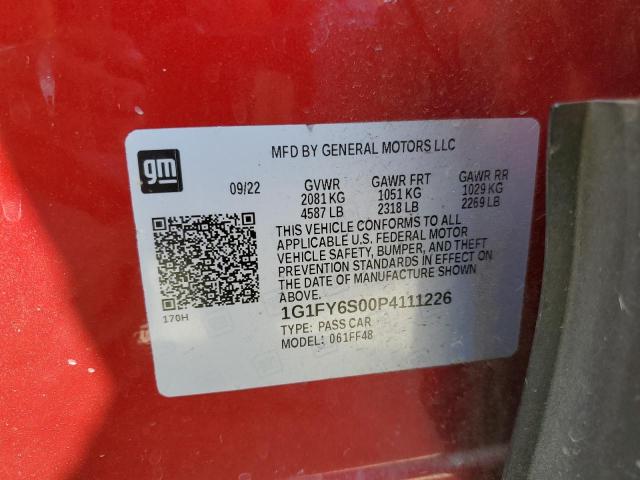 MFD BY GENERAL MOTORS LLC
gm
09/22 GVWR GAWR FRT GAWR RR
2081 KG 1051 KG 1029 KG
4587 LB 2318 LB 2269 LB
THIS VEHICLE CONFORMS TO ALL
APPLICABLE U.S. FEDERAL MOTOR
VEHICLE SAFETY, BUMPER, AND THEFT
PREVENTION STANDARDS IN EFFECT ON
THE DATE OF MANUFACTURE SHOWN
ABOVE.
170H
1G1FY6S00P4111226
TYPE: PASS CAR
MODEL: 061FF48